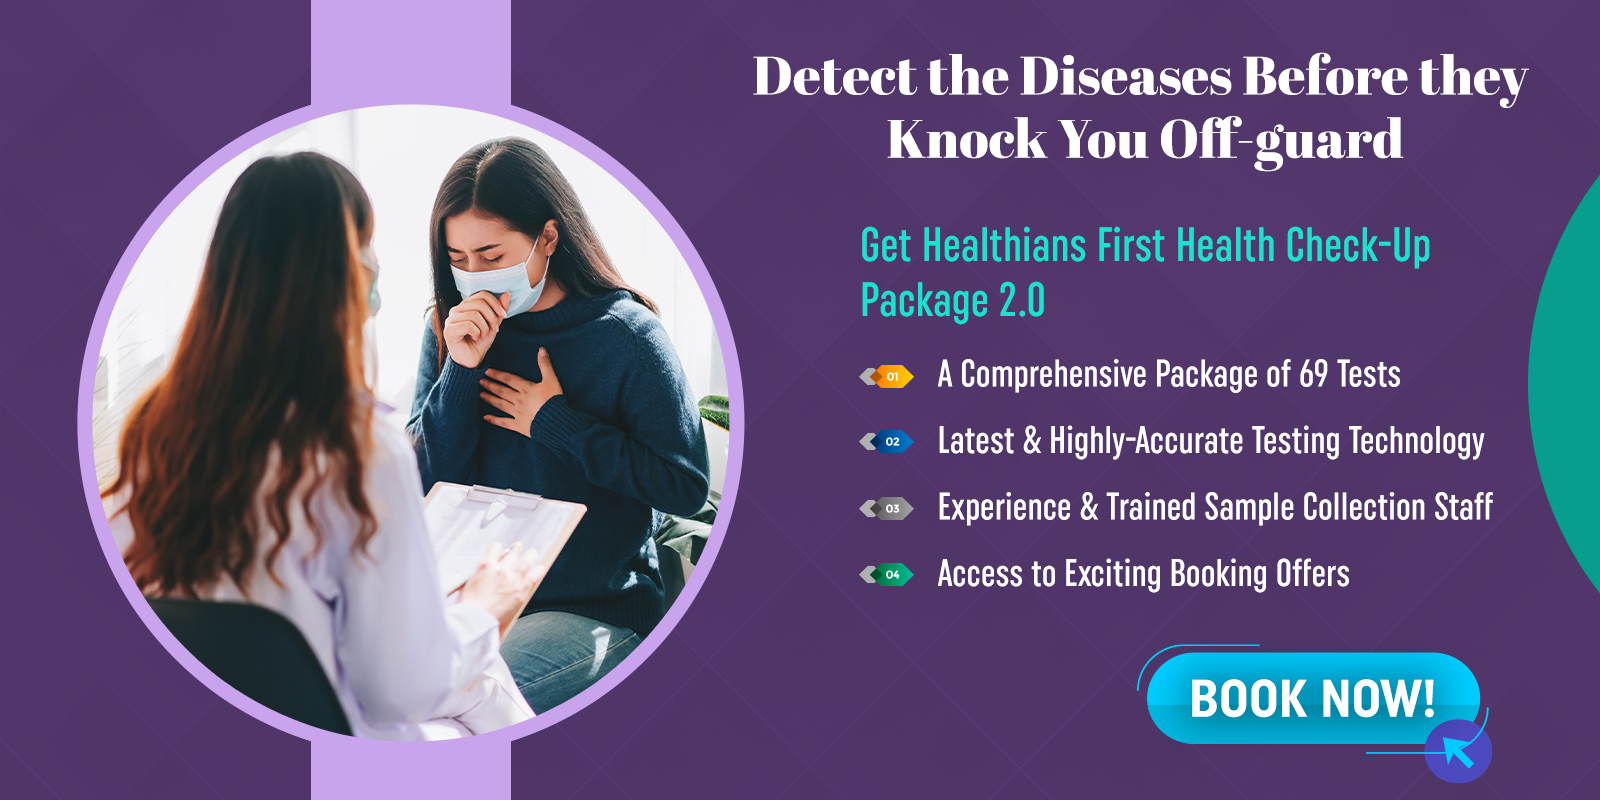 Detect the Diseases Before they
Knock You Off-guard
Get Healthians First Health Check-Up
Package 2.0
01 A Comprehensive Package of 69 Tests
02 Latest & Highly-Accurate Testing Technology
03 Experience & Trained Sample Collection Staff
04 Access to Exciting Booking Offers
BOOK NOW!